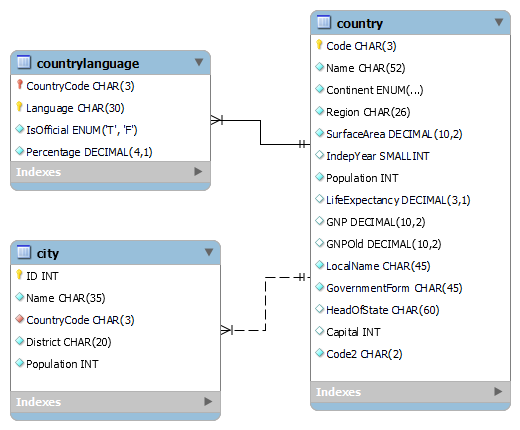 countrylanguage
CountryCode CHAR(3)
Language CHAR(30)
IsOfficial ENUM('T', 'F')
Percentage DECIMAL(4,1)
Indexes
city
ID INT
Name CHAR(35)
CountryCode CHAR(3)
District CHAR(20)
Population INT
Indexes
country
Code CHAR(3)
Name CHAR(52)
Continent ENUM(...)
Region CHAR(26)
SurfaceArea DECIMAL(10,2)
IndepYear SMALLINT
Population INT
LifeExpectancy DECIMAL(3,1)
GNP DECIMAL(10,2)
GNPOld DECIMAL(10,2)
LocalName CHAR(45)
GovernmentForm CHAR(45)
HeadOfState CHAR(60)
Capital INT
Code2 CHAR(2)
Indexes